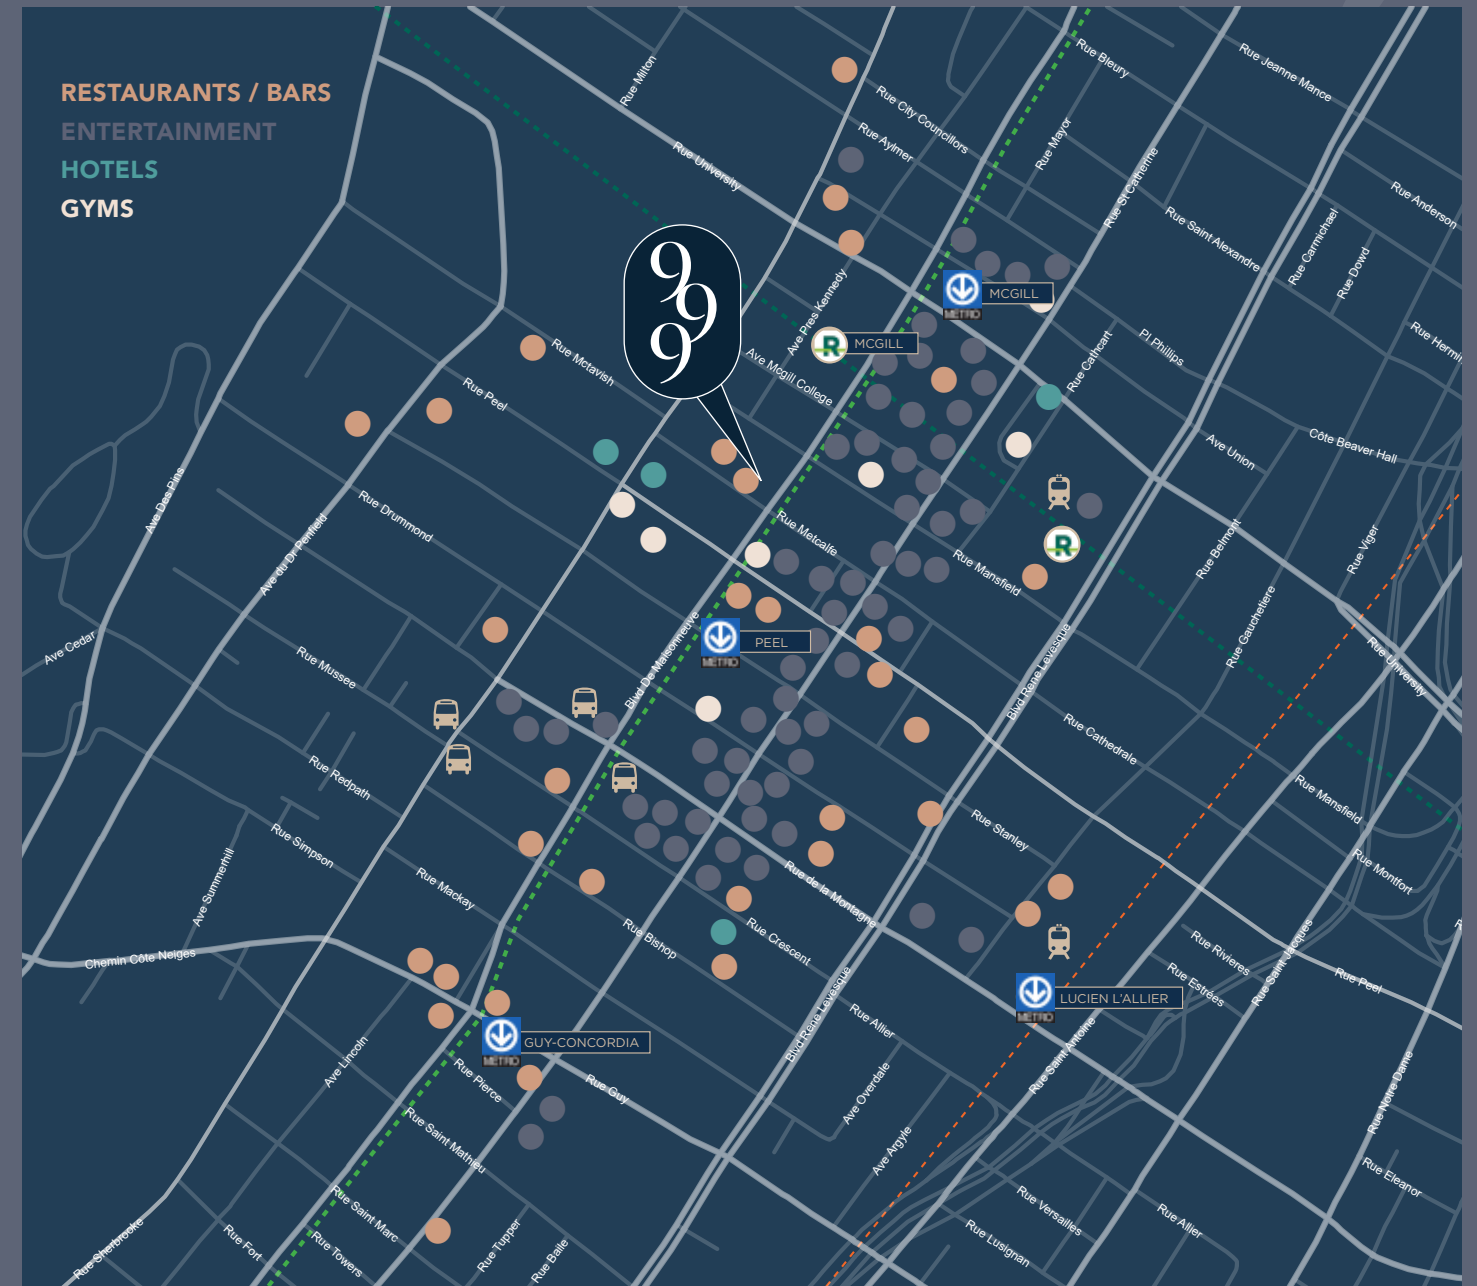 RESTAURANTS / BARS
ENTERTAINMENT
HOTELS
GYMS
Rue Milton
Rue University
Rue City Councillors
Rue Aylmer
Rue Bleury
Rue Jeanne Mance
Rue Mayor
Rue St Catherine
Rue Saint Alexandre
Rue Anderson
Rue Carmichael
Rue Dowd
Rue Hermi
9
9
9
METRO
MCGILL
Ave Pres Kennedy
R
MCGILL
Ave Mcgill College
Rue Cathcart
Pl Phillips
Rue Mctavish
Rue Peel
Côte Beaver Hall
Ave Union
Ave Des Pins
Rue Drummond
Ave du Dr Penfield
Rue Metcalfe
Rue Mansfield
R
Rue Belmont
Rue Viger
Rue Gauchetiere
Rue University
Ave Cedar
Rue Mussee
Blvd De Maisonneuve
METRO
PEEL
Blvd Rene Levesque
Rue Cathedrale
Rue Redpath
Rue Simpson
Rue Mansfield
Rue Stanley
Rue Montfort
Ave Summerhill
Rue Mackay
Rue de la Montagne
Rue Bishop
Rue Crescent
Chemin Côte Neiges
Rue Rivieres
Rue Estrées
Rue Saint Jacques
Rue Peel
METRO
LUCIEN L'ALLIER
Blvd Rene Levesque
Rue Allier
Rue Saint Antoine
METRO
GUY-CONCORDIA
Ave Lincoln
Rue Pierce
Rue Guy
Ave Overdale
Rue Notre Dame
Rue Saint Mathieu
Ave Argyle
Rue Eleanor
Rue Saint Marc
Rue Versailles
Rue Allier
Rue Lusignan
Rue Sherbrooke
Rue Fort
Rue Towers
Rue Tupper
Rue Baile